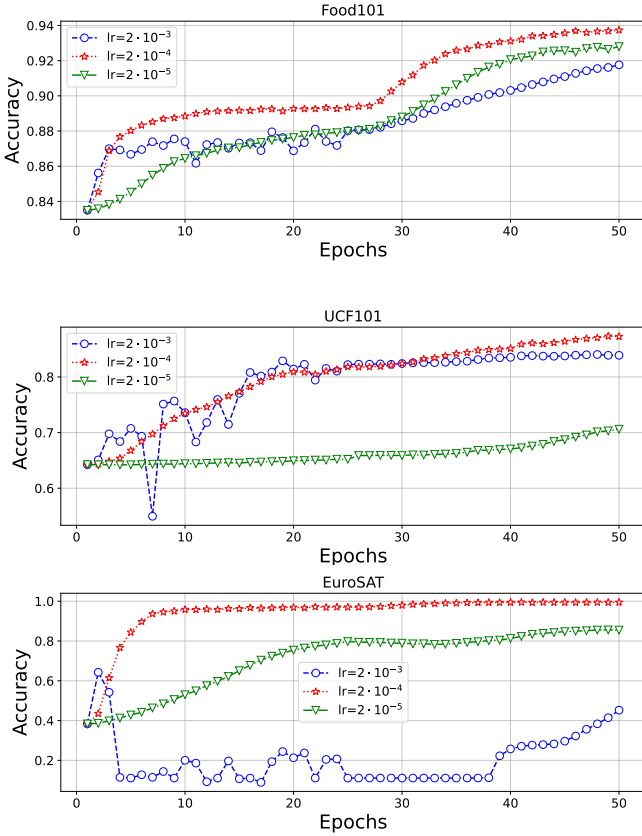 Food101
Accuracy
0.94
0.92
0.90
0.88
0.86
0.84
lr=2·10⁻³
lr=2·10⁻⁴
lr=2·10⁻⁵
0 10 20 30 40 50
Epochs
UCF101
Accuracy
0.8
0.7
0.6
lr=2·10⁻³
lr=2·10⁻⁴
lr=2·10⁻⁵
0 10 20 30 40 50
Epochs
EuroSAT
Accuracy
1.0
0.8
0.6
0.4
0.2
lr=2·10⁻³
lr=2·10⁻⁴
lr=2·10⁻⁵
0 10 20 30 40 50
Epochs